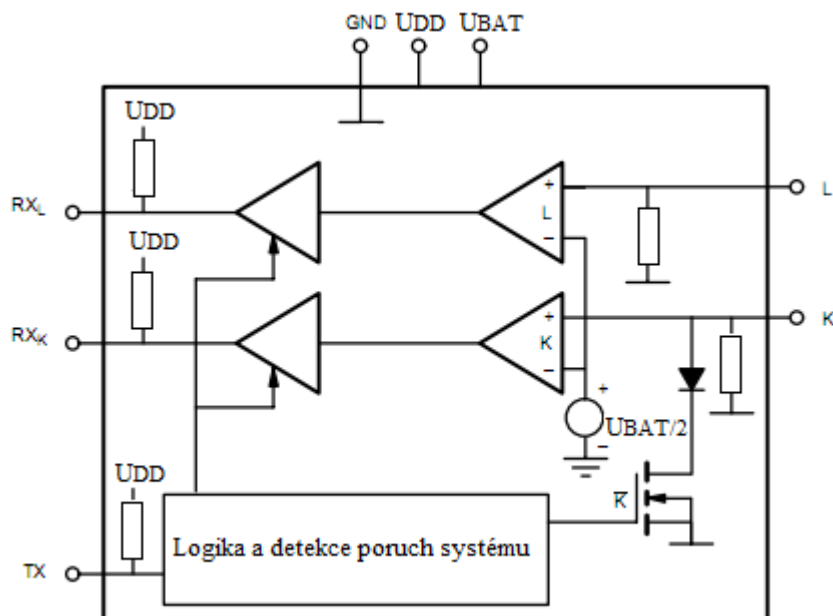 GND UDD UBAT
UDD
RXL
+
L
–
L
UDD
RXK
+
K
–
K
+
UBAT/2
–
UDD
K̅
Logika a detekce poruch systému
TX